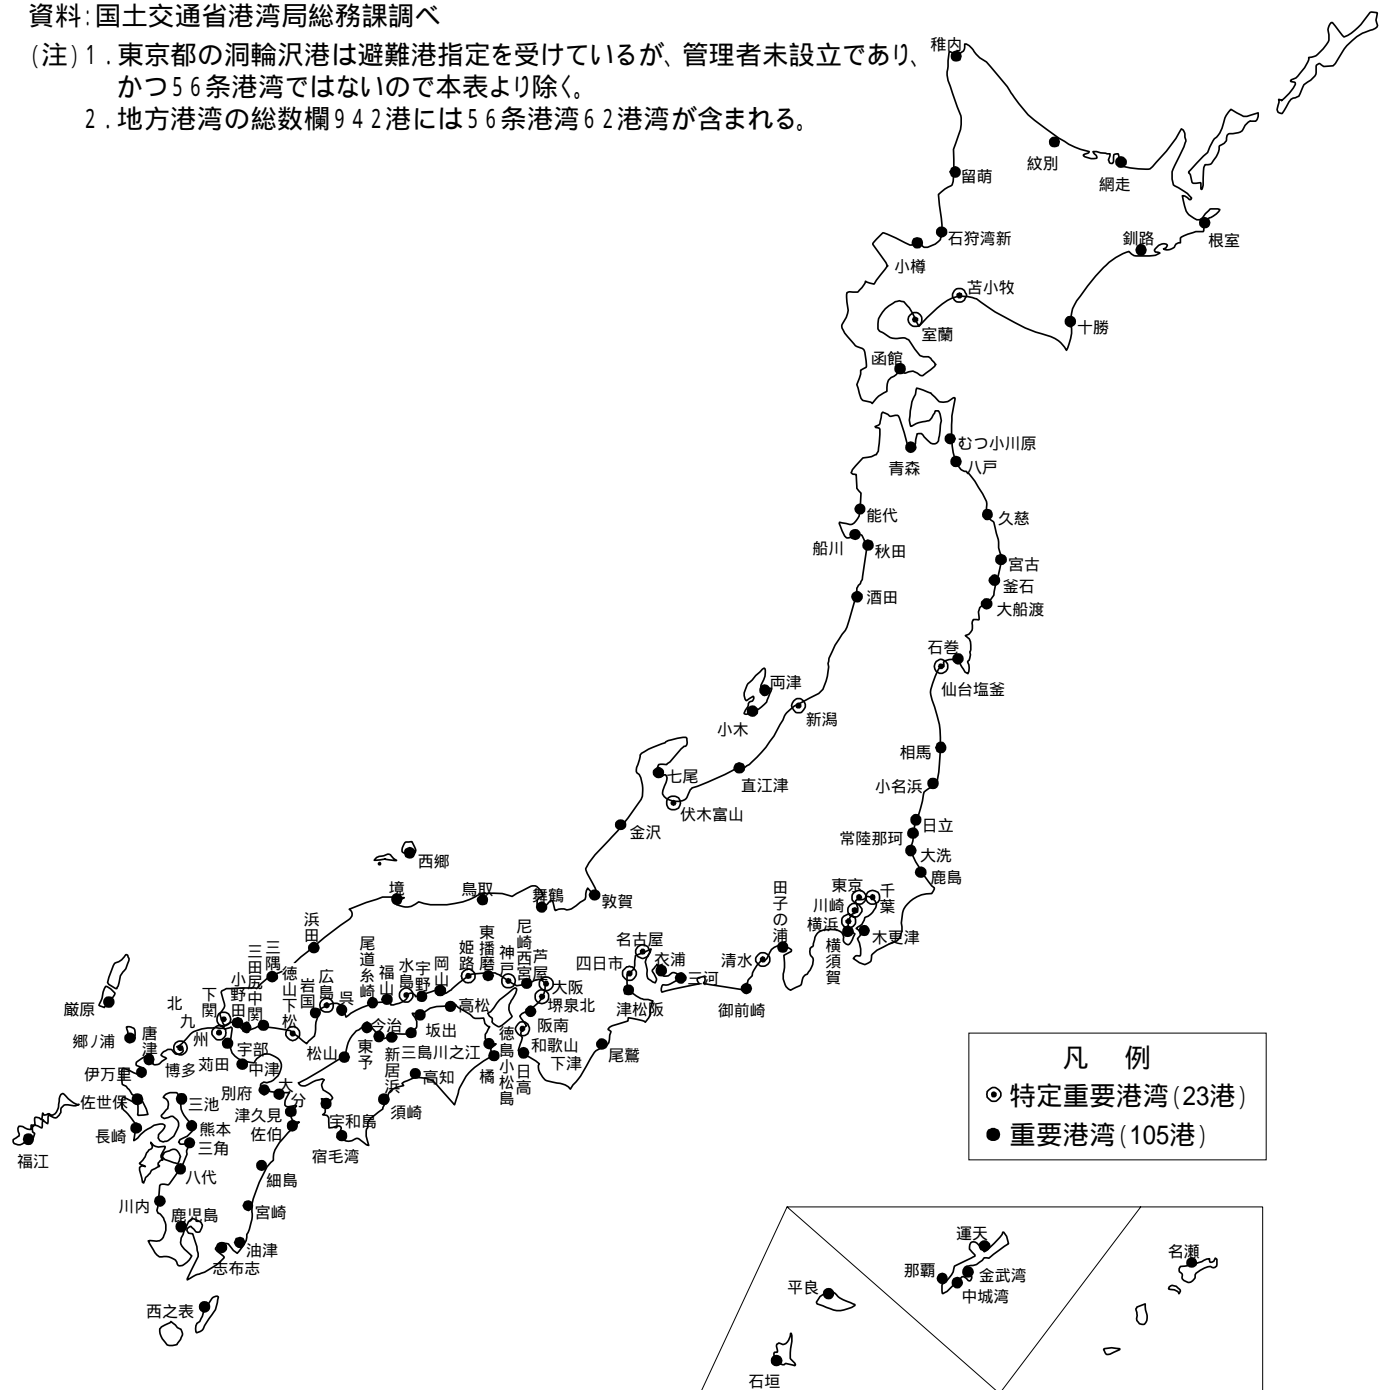 資料:国土交通省港湾局総務課調べ
(注)1.東京都の洞輪沢港は避難港指定を受けているが、管理者未設立であり、
かつ56条港湾ではないので本表より除く。
2.地方港湾の総数欄942港には56条港湾62港湾が含まれる。
稚内
紋別
網走
留萌
根室
釧路
石狩湾新
小樽
苫小牧
室蘭
十勝
函館
むつ小川原
青森
八戸
能代
久慈
船川
秋田
宮古
釜石
酒田
大船渡
石巻
仙台塩釜
両津
小木
新潟
相馬
七尾
直江津
小名浜
伏木富山
金沢
日立
常陸那珂
大洗
鹿島
西郷
境
鳥取
舞鶴
敦賀
東京
千葉
川崎
横浜
横須賀
木更津
田子の浦
清水
御前崎
名古屋
衣浦
三河
四日市
津松阪
尾鷲
浜田
三隅
三田尻中関
小野田
下関
徳山下松
岩国
広島
呉
尾道糸崎
福山
水島
宇野
岡山
姫路
東播磨
神戸
尼崎西宮芦屋
大阪
堺泉北
阪南
和歌山
下津
日高
高松
坂出
今治
東予
新居浜
三島川之江
徳島小松島
橘
高知
須崎
松山
宇和島
宿毛湾
厳原
郷ノ浦
北九州
唐津
博多
苅田
宇部
中津
伊万里
佐世保
長崎
福江
三池
熊本
三角
八代
別府
大分
津久見
佐伯
細島
宮崎
川内
鹿児島
油津
志布志
西之表
凡 例
特定重要港湾(23港)
重要港湾(105港)
運天
那覇
金武湾
中城湾
名瀬
平良
石垣